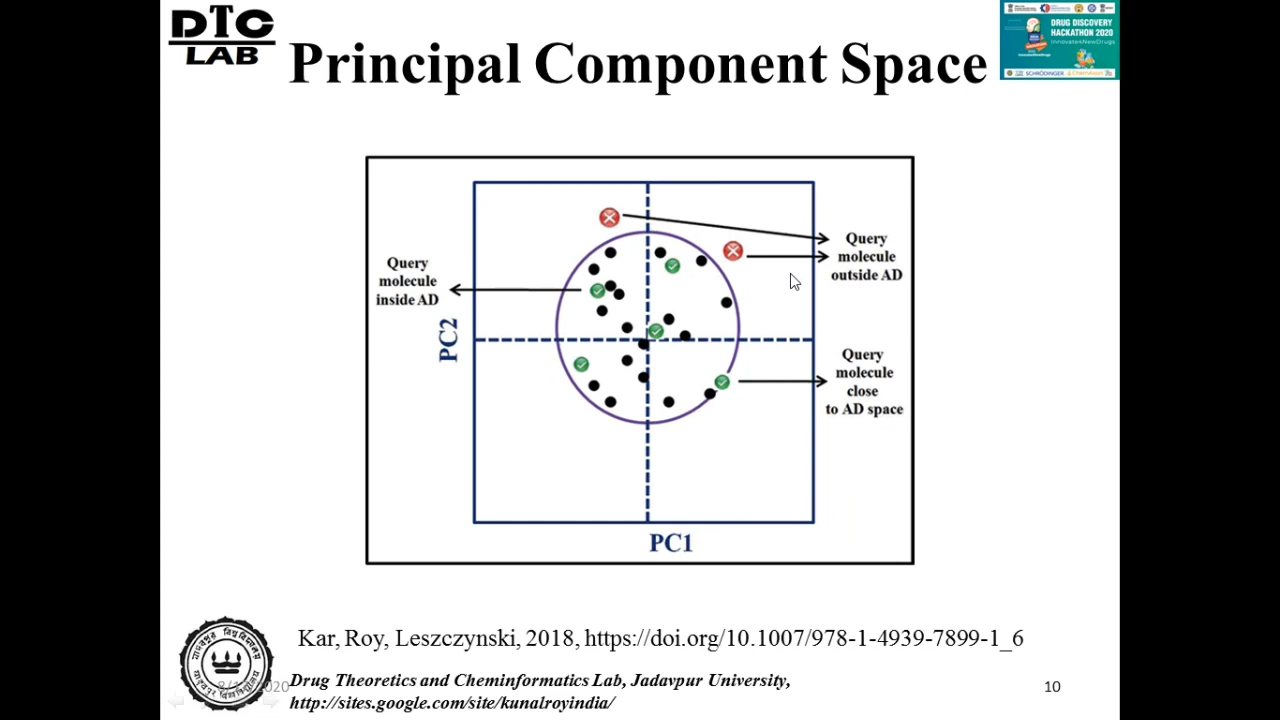 DTC
LAB
Principal Component Space
DRUG DISCOVERY
HACKATHON 2020
SCHRÖDINGER
Query
molecule
outside AD
Query
molecule
inside AD
PC2
Query
molecule
close
to AD space
PC1
Kar, Roy, Leszczynski, 2018, https://doi.org/10.1007/978-1-4939-7899-1_6
Drug Theoretics and Cheminformatics Lab, Jadavpur University,
2020
10
http://sites.google.com/site/kunalroyindia/